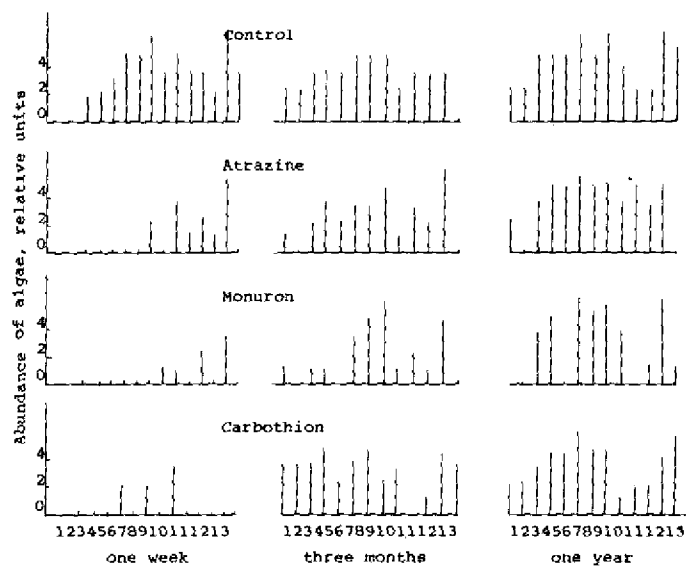 Abundance of algae, relative units
Control
4
2
0
Atrazine
4
2
0
Monuron
4
2
0
Carbothion
4
2
0
12345678910111213 12345678910111213 12345678910111213
one week three months one year